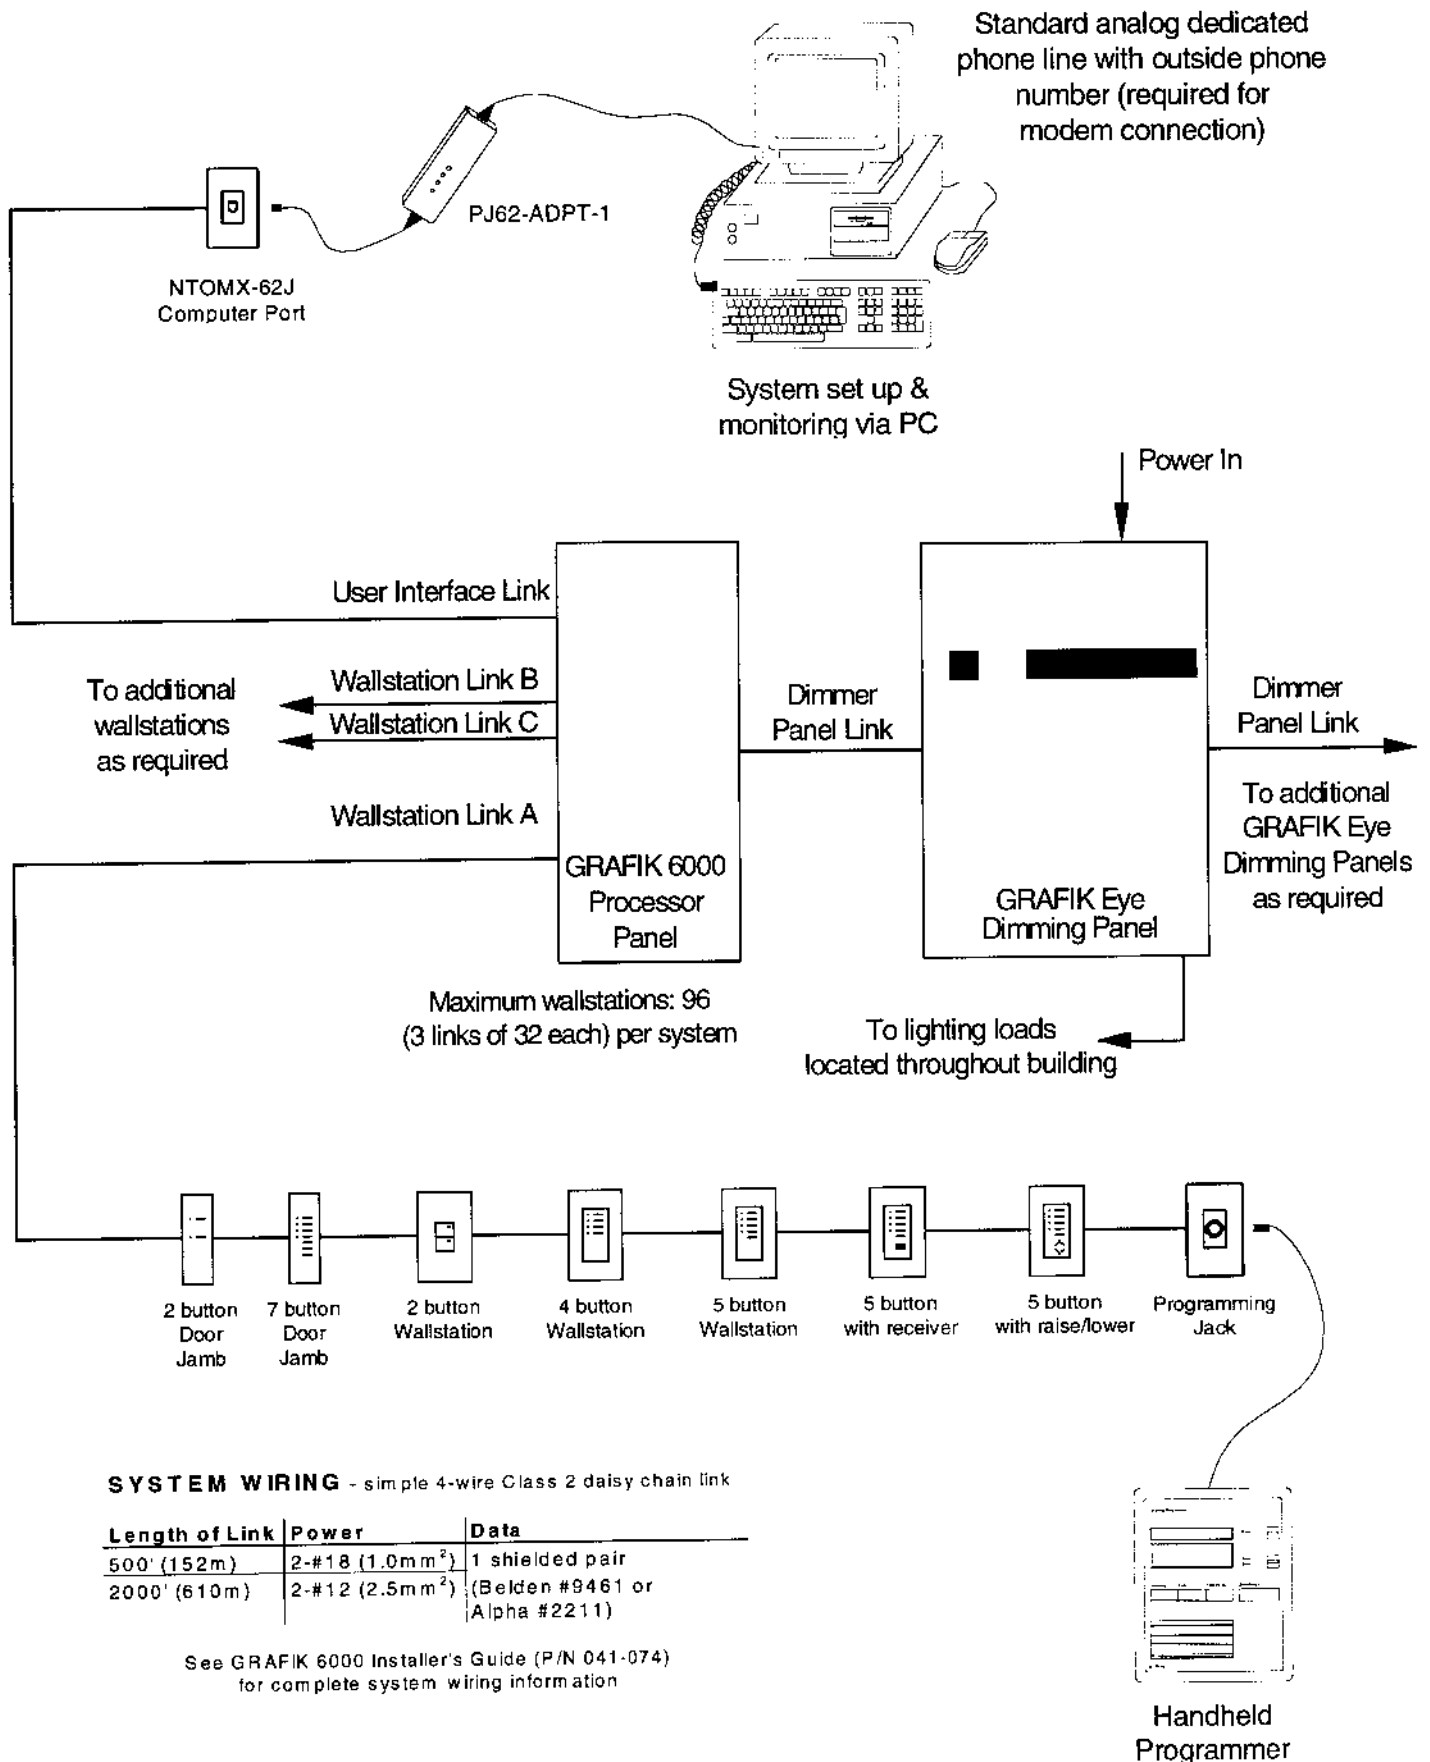 Standard analog dedicated
phone line with outside phone
number (required for
modem connection)
PJ62-ADPT-1
NTOMX-62J
Computer Port
System set up &
monitoring via PC
Power In
User Interface Link
Wallstation Link B
To additional
wallstations
as required
Wallstation Link C
Dimmer
Panel Link
Dimmer
Panel Link
Wallstation Link A
To additional
GRAFIK Eye
Dimming Panels
as required
GRAFIK 6000
Processor
Panel
GRAFIK Eye
Dimming Panel
Maximum wallstations: 96
(3 links of 32 each) per system
To lighting loads
located throughout building
2 button
Door
Jamb
7 button
Door
Jamb
2 button
Wallstation
4 button
Wallstation
5 button
Wallstation
5 button
with receiver
5 button
with raise/lower
Programming
Jack
SYSTEM WIRING - simple 4-wire Class 2 daisy chain link
Length of Link Power Data
500' (152m) 2-#18 (1.0mm²) 1 shielded pair
2000' (610m) 2-#12 (2.5mm²) (Belden #9461 or
Alpha #2211)
See GRAFIK 6000 Installer's Guide (P/N 041-074)
for complete system wiring information
Handheld
Programmer